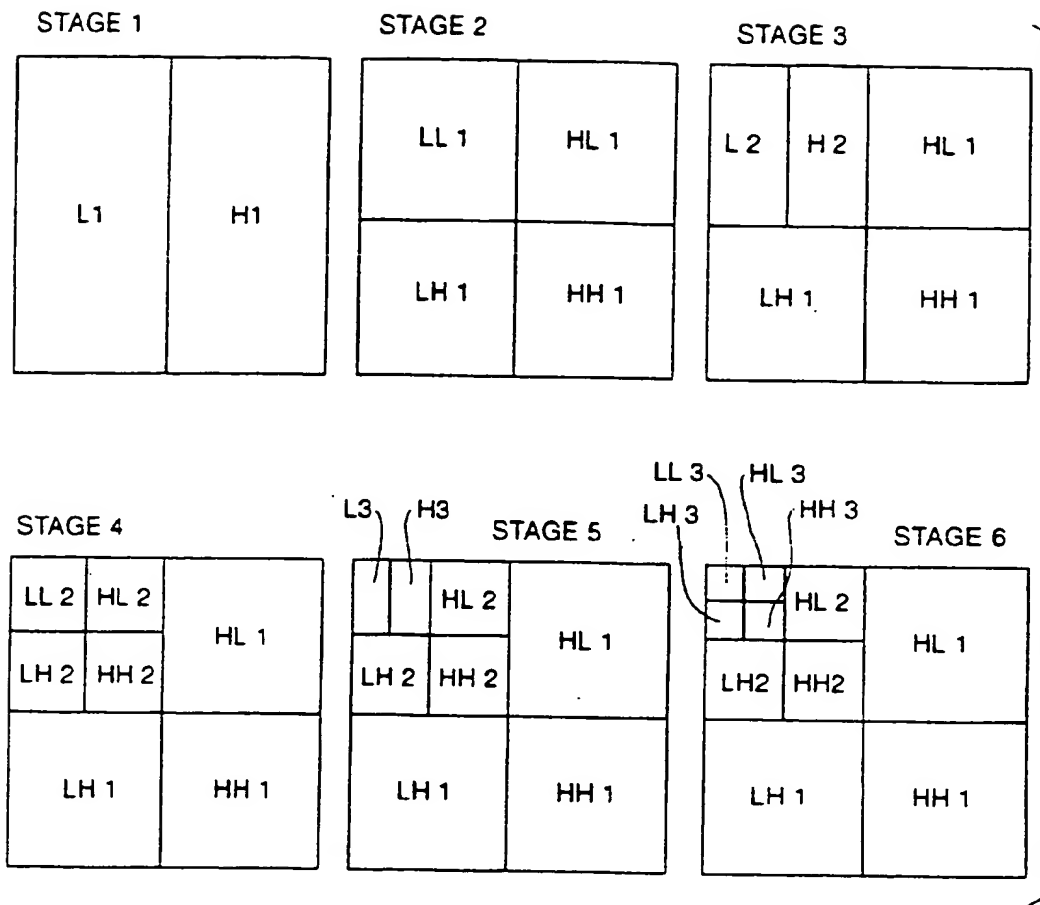 STAGE 1
L1 H1
STAGE 2
LL 1 HL 1
LH 1 HH 1
STAGE 3
L 2 H 2 HL 1
LH 1 HH 1
STAGE 4
LL 2 HL 2
HL 1
LH 2 HH 2
LH 1 HH 1
L3 H3
STAGE 5
HL 2
HL 1
LH 2 HH 2
LH 1 HH 1
LL 3 HL 3
LH 3 HH 3
STAGE 6
HL 2
HL 1
LH2 HH2
LH 1 HH 1